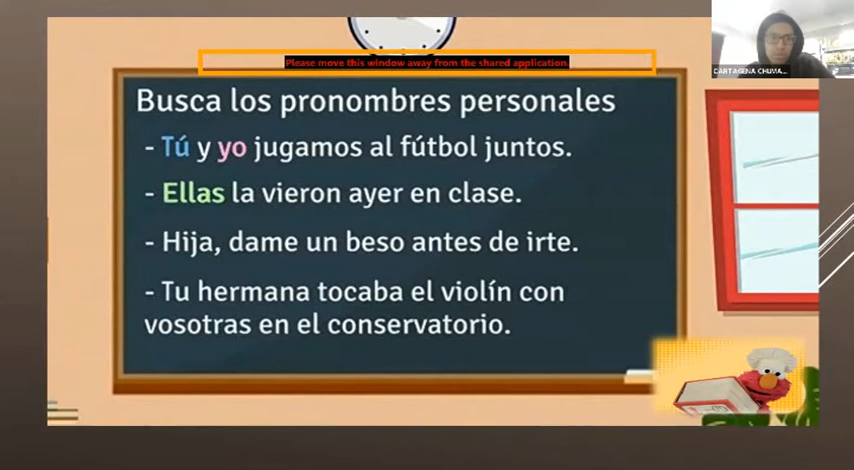 Please move this window away from the shared application.
CARTAGENA CHUMA...
Busca los pronombres personales
- Tú y yo jugamos al fútbol juntos.
- Ellas la vieron ayer en clase.
- Hija, dame un beso antes de irte.
- Tu hermana tocaba el violín con
vosotras en el conservatorio.